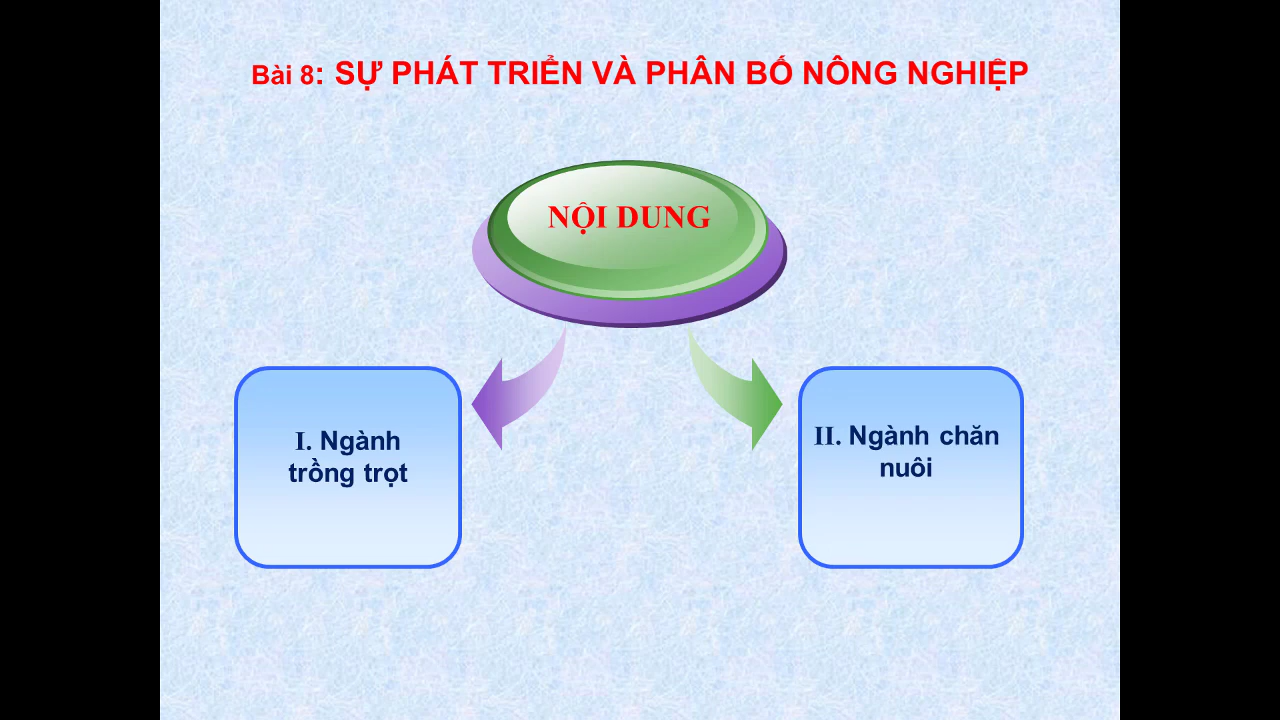 Bài 8: SỰ PHÁT TRIỂN VÀ PHÂN BỐ NÔNG NGHIỆP
NỘI DUNG
I. Ngành
trồng trọt
II. Ngành chăn
nuôi